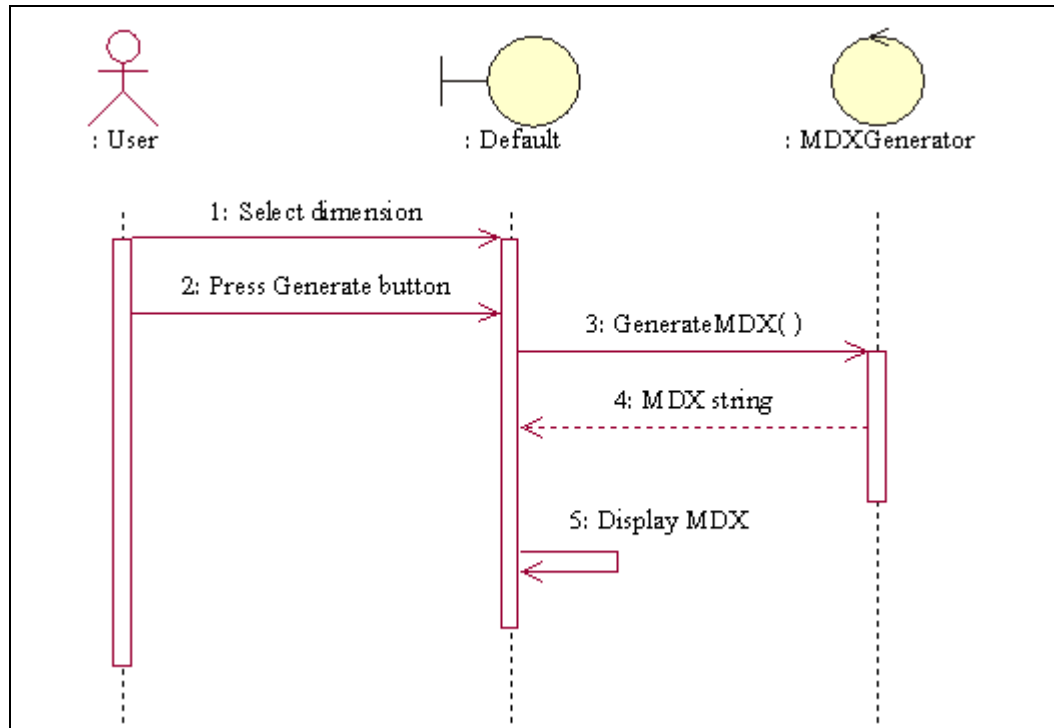 : User
: Default
: MDXGenerator
1: Select dimension
2: Press Generate button
3: GenerateMDX( )
4: MDX string
5: Display MDX